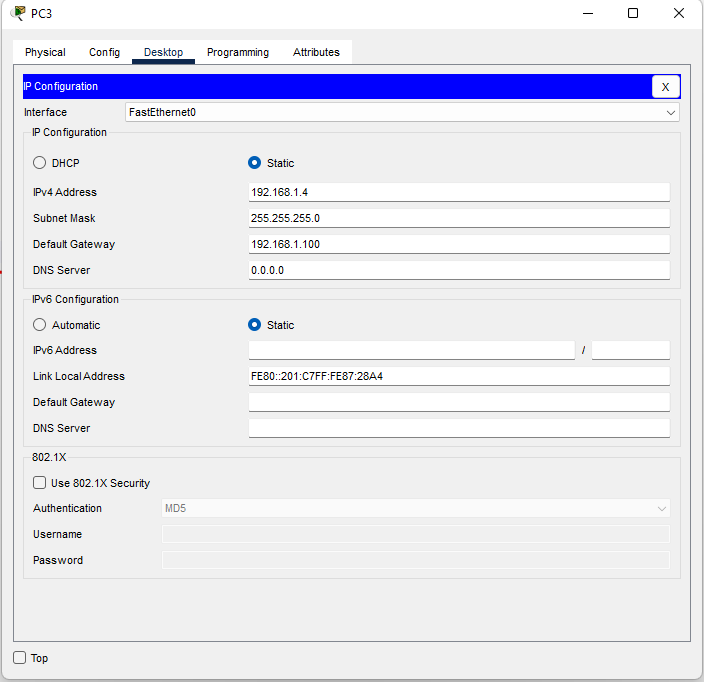 PC3
Physical Config Desktop Programming Attributes
IP Configuration X
Interface FastEthernet0
IP Configuration
DHCP Static
IPv4 Address 192.168.1.4
Subnet Mask 255.255.255.0
Default Gateway 192.168.1.100
DNS Server 0.0.0.0
IPv6 Configuration
Automatic Static
IPv6 Address /
Link Local Address FE80::201:C7FF:FE87:28A4
Default Gateway
DNS Server
802.1X
Use 802.1X Security
Authentication MD5
Username
Password
Top